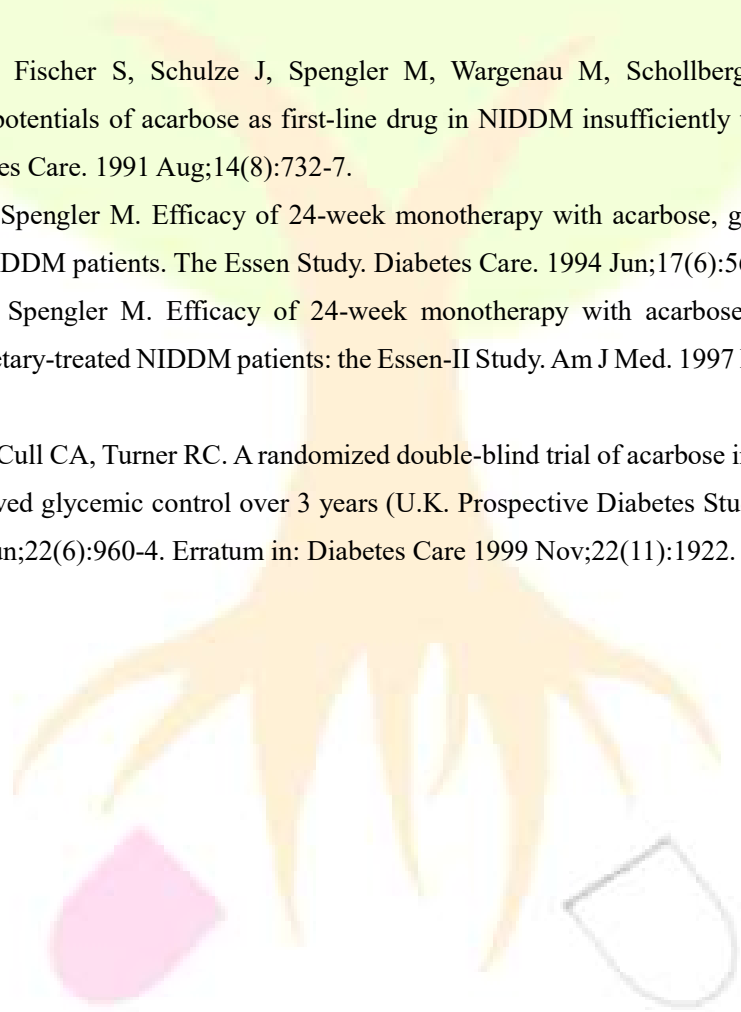 Fischer S, Schulze J, Spengler M, Wargenau M, Schollberg
potentials of acarbose as first-line drug in NIDDM insufficiently
es Care. 1991 Aug;14(8):732-7.
Spengler M. Efficacy of 24-week monotherapy with acarbose, g
DDM patients. The Essen Study. Diabetes Care. 1994 Jun;17(6):56
Spengler M. Efficacy of 24-week monotherapy with acarbose
etary-treated NIDDM patients: the Essen-II Study. Am J Med. 1997
Cull CA, Turner RC. A randomized double-blind trial of acarbose i
ved glycemic control over 3 years (U.K. Prospective Diabetes Stu
un;22(6):960-4. Erratum in: Diabetes Care 1999 Nov;22(11):1922.